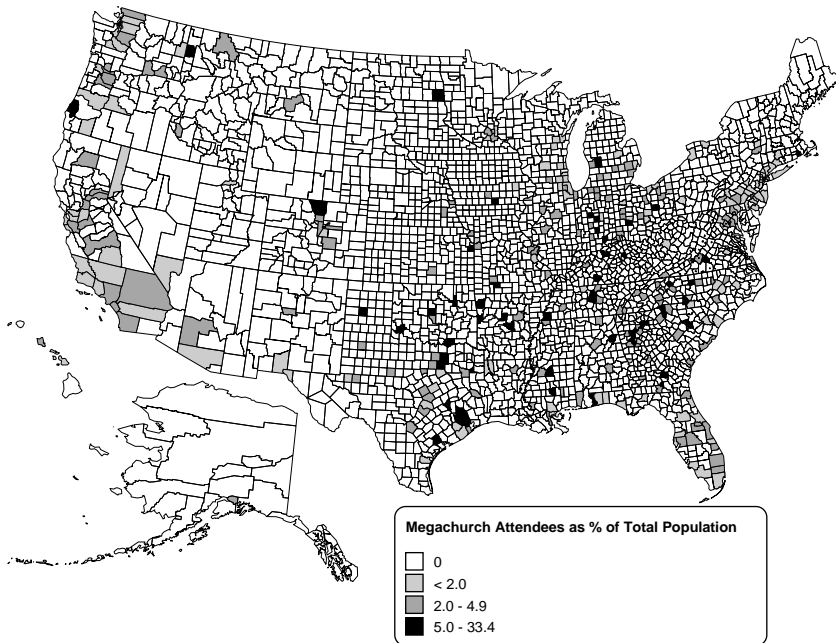 Megachurch Attendees as % of Total Population
0
< 2.0
2.0 - 4.9
5.0 - 33.4